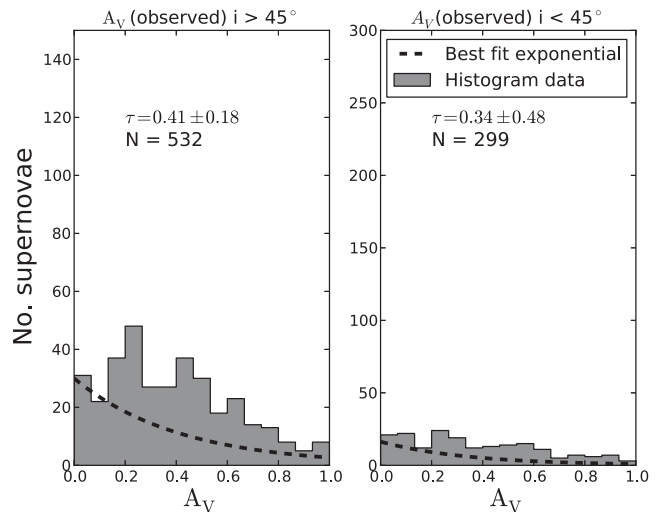 A_V (observed) i > 45°
No. supernovae
140
120
100
80
60
40
20
0
τ=0.41±0.18
N = 532
0.0 0.2 0.4 0.6 0.8 1.0
A_V
A_V (observed) i < 45°
300
250
200
150
100
50
0
Best fit exponential
Histogram data
τ=0.34±0.48
N = 299
0.0 0.2 0.4 0.6 0.8 1.0
A_V